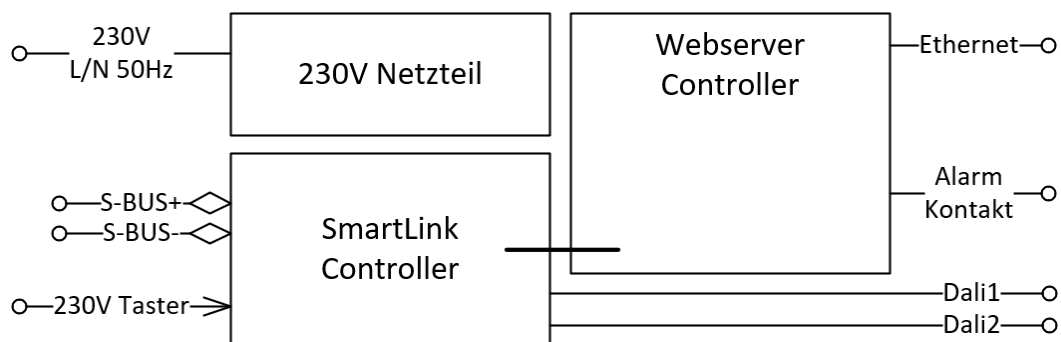 230V
L/N 50Hz
230V Netzteil
Webserver
Controller
Ethernet
Alarm
Kontakt
S-BUS+
S-BUS-
230V Taster
SmartLink
Controller
Dali1
Dali2